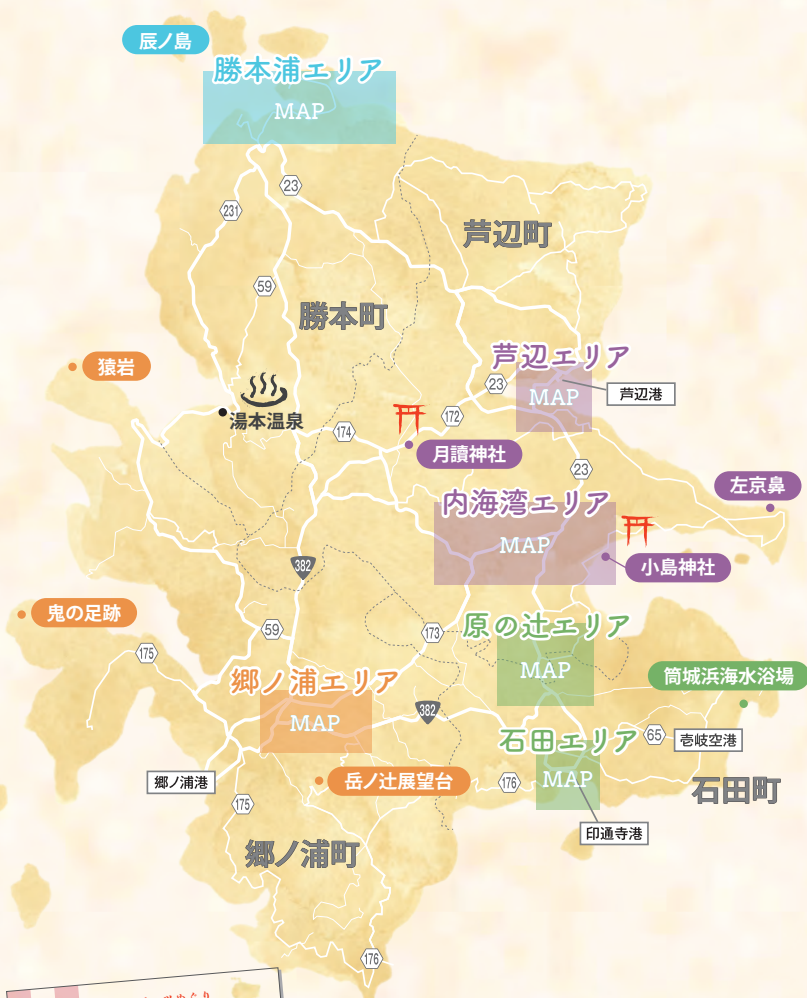 辰ノ島
勝本浦エリア
MAP
23
231
芦辺町
59
勝本町
芦辺エリア
猿岩
23
MAP
芦辺港
湯本温泉
172
174
月讀神社
23
左京鼻
内海湾エリア
MAP
382
小島神社
鬼の足跡
原の辻エリア
59
173
175
MAP
筒城浜海水浴場
郷ノ浦エリア
382
MAP
石田エリア
65
壱岐空港
郷ノ浦港
岳ノ辻展望台
176
MAP
石田町
175
印通寺港
郷ノ浦町
176